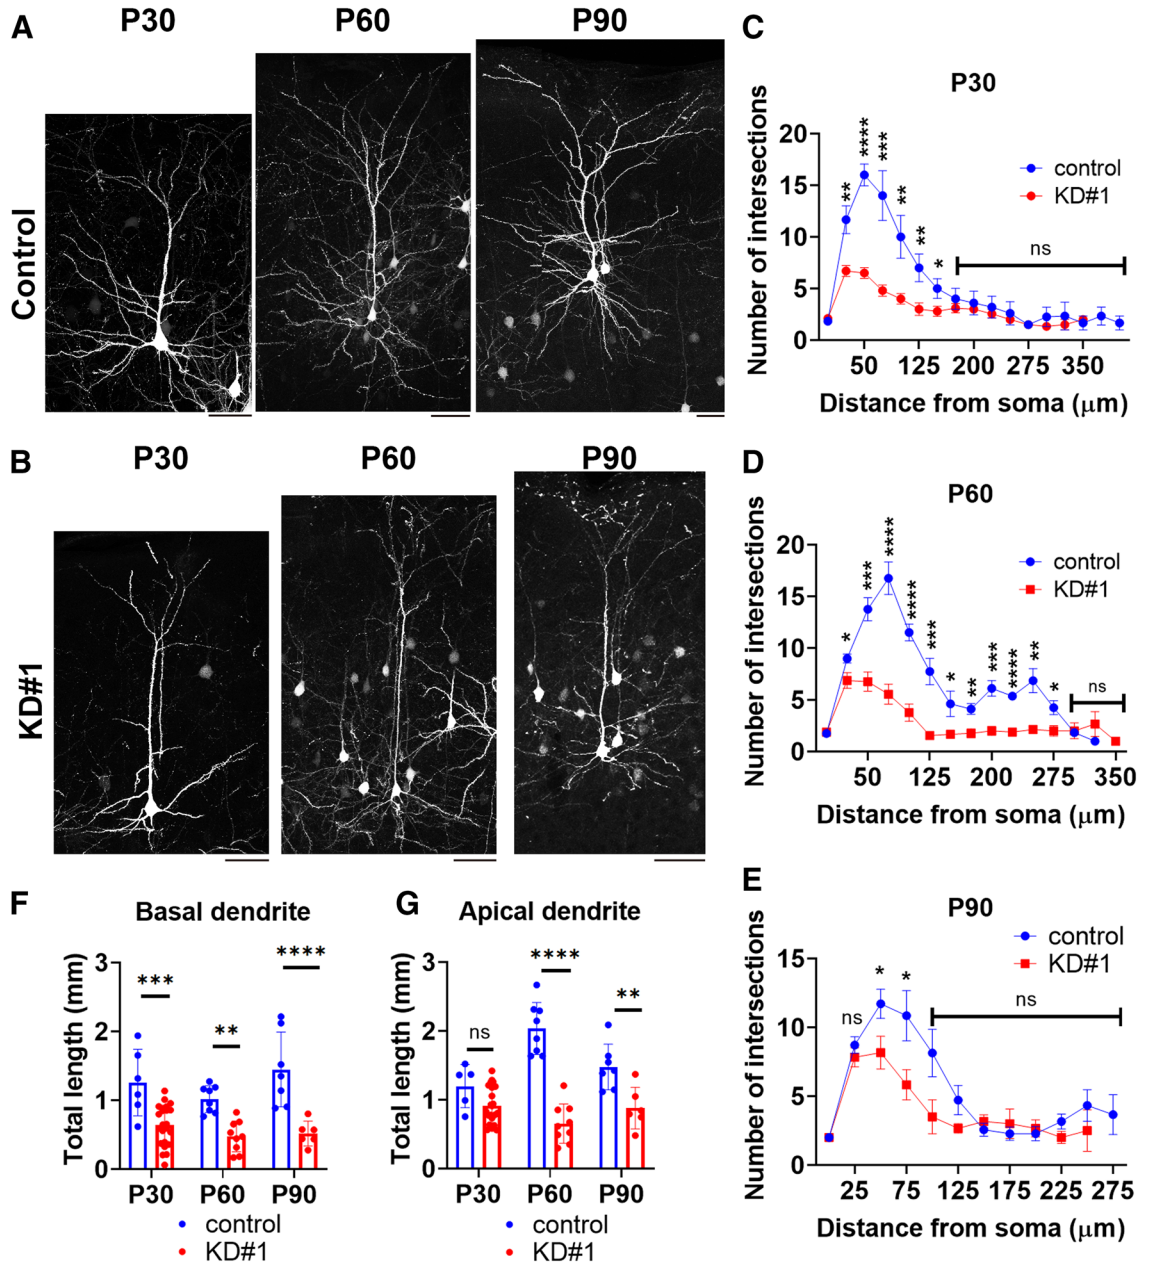 A
P30
P60
P90
Control
B
P30
P60
P90
KD#1
C
P30
Number of intersections
20
15
10
5
0
**
****
***
**
**
*
ns
control
KD#1
50
125
200
275
350
Distance from soma (μm)
D
P60
Number of intersections
20
15
10
5
0
*
***
****
****
***
*
**
***
****
**
*
ns
control
KD#1
50
125
200
275
350
Distance from soma (μm)
E
P90
Number of intersections
15
10
5
0
ns
*
*
ns
control
KD#1
25
75
125
175
225
275
Distance from soma (μm)
F
Basal dendrite
Total length (mm)
3
2
1
0
***
**
****
P30
P60
P90
control
KD#1
G
Apical dendrite
Total length (mm)
3
2
1
0
ns
****
**
P30
P60
P90
control
KD#1